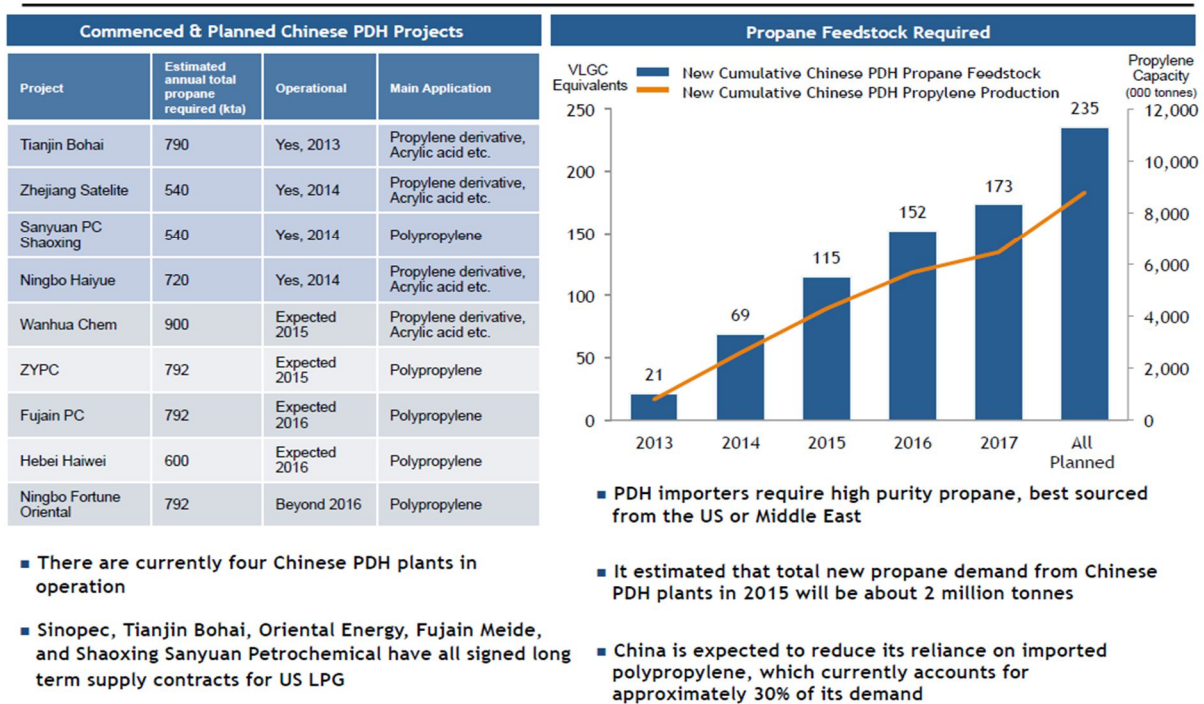 Commenced & Planned Chinese PDH Projects
Project
Estimated
annual total
propane
required (kta)
Operational
Main Application
Tianjin Bohai
790
Yes, 2013
Propylene derivative,
Acrylic acid etc.
Zhejiang Satelite
540
Yes, 2014
Propylene derivative,
Acrylic acid etc.
Sanyuan PC
Shaoxing
540
Yes, 2014
Polypropylene
Ningbo Haiyue
720
Yes, 2014
Propylene derivative,
Acrylic acid etc.
Wanhua Chem
900
Expected
2015
Propylene derivative,
Acrylic acid etc.
ZYPC
792
Expected
2015
Polypropylene
Fujain PC
792
Expected
2016
Polypropylene
Hebei Haiwei
600
Expected
2016
Polypropylene
Ningbo Fortune
Oriental
792
Beyond 2016
Polypropylene
▪ There are currently four Chinese PDH plants in
operation
▪ Sinopec, Tianjin Bohai, Oriental Energy, Fujain Meide,
and Shaoxing Sanyuan Petrochemical have all signed long
term supply contracts for US LPG
Propane Feedstock Required
VLGC
Equivalents
New Cumulative Chinese PDH Propane Feedstock
New Cumulative Chinese PDH Propylene Production
Propylene
Capacity
(000 tonnes)
250
200
150
100
50
0
21
69
115
152
173
235
12,000
10,000
8,000
6,000
4,000
2,000
0
2013
2014
2015
2016
2017
All
Planned
▪ PDH importers require high purity propane, best sourced
from the US or Middle East
▪ It estimated that total new propane demand from Chinese
PDH plants in 2015 will be about 2 million tonnes
▪ China is expected to reduce its reliance on imported
polypropylene, which currently accounts for
approximately 30% of its demand